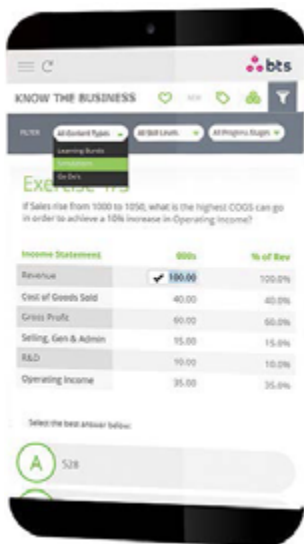 bts
KNOW THE BUSINESS NEW
FILTER All Content Types All Skill Levels All Progress Stages
Learning Bursts
Simulations
Go Do's
Exercise
If Sales rise from 1000 to 1050, what is the highest COGS can go
in order to achieve a 10% increase in Operating Income?
Income Statement 000s % of Rev
Revenue 100.00 100.0%
Cost of Goods Sold 40.00 40.0%
Gross Profit 60.00 60.0%
Selling, Gen & Admin 15.00 15.0%
R&D 10.00 10.0%
Operating Income 35.00 35.0%
Select the best answer below:
A 528